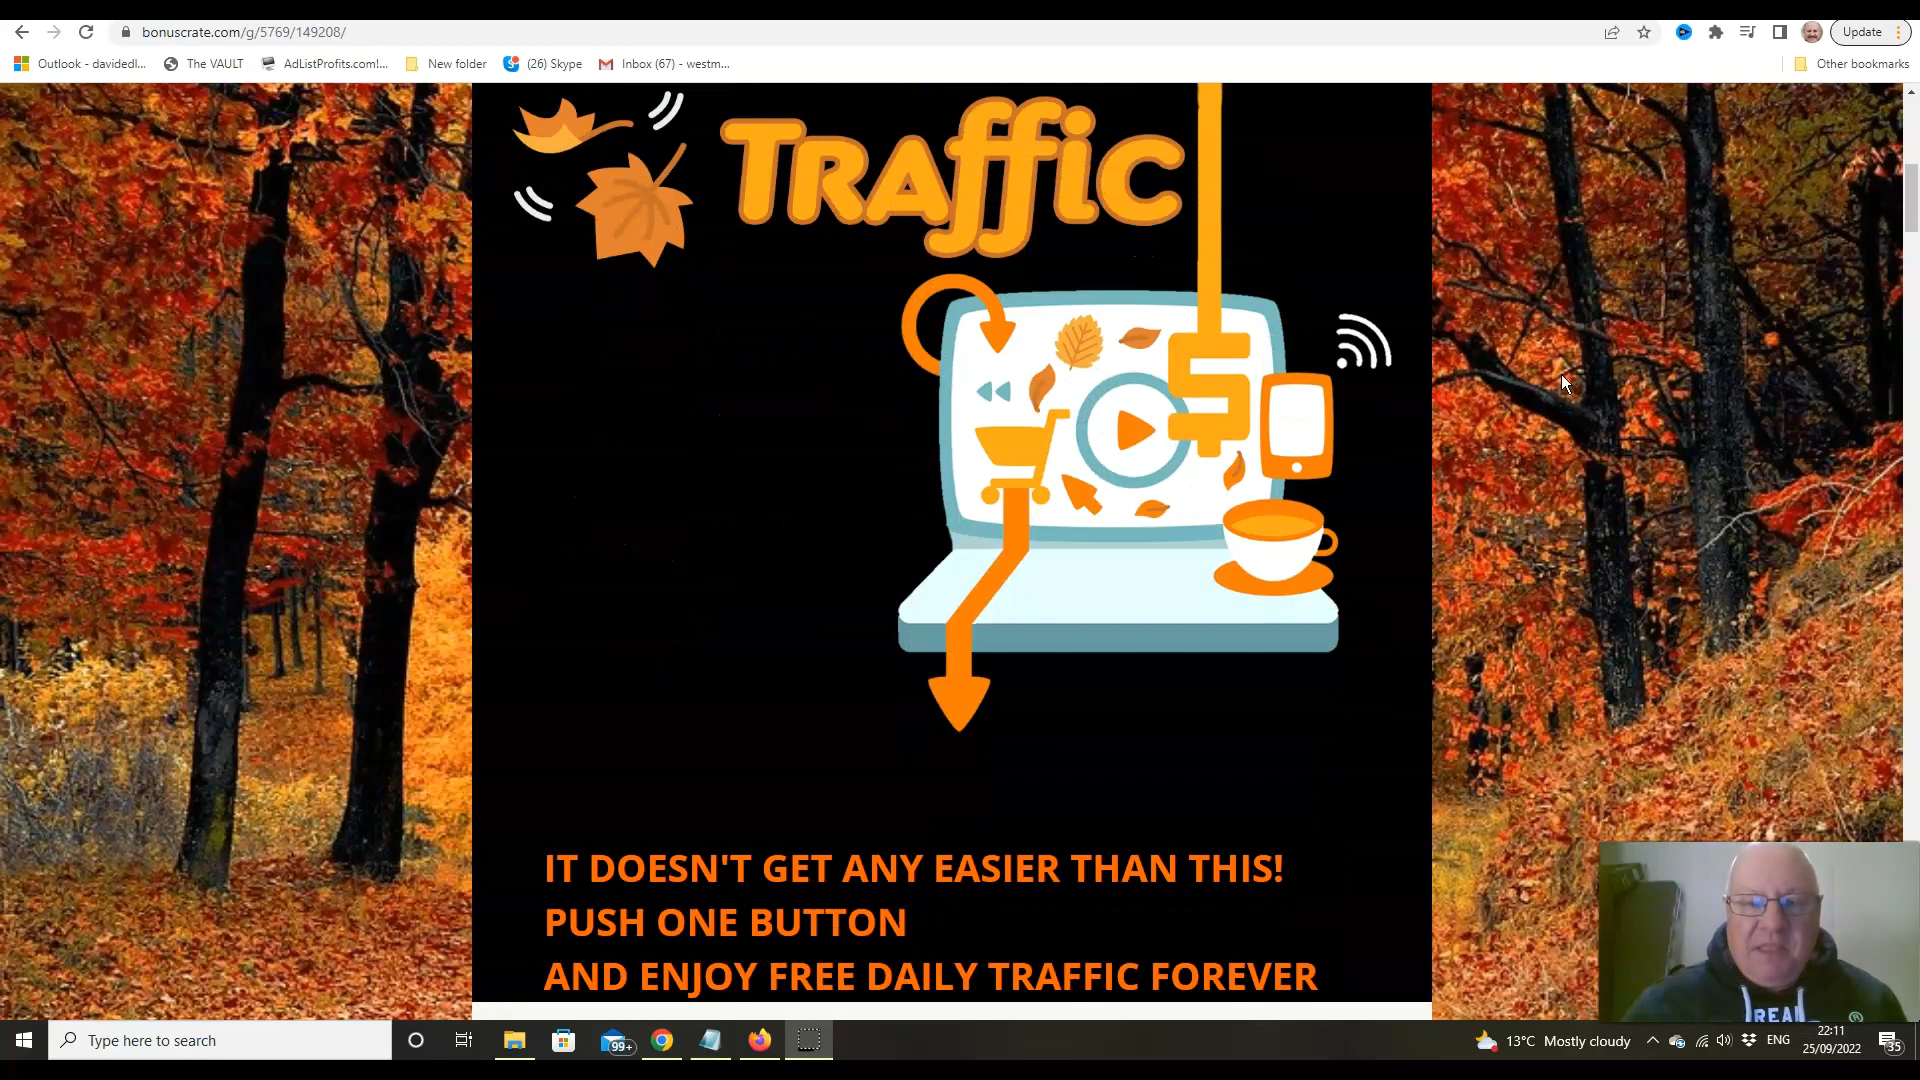 bonuscrate.com/g/5769/149208/
Update
Outlook - davidedl...
The VAULT
AdListProfits.com!...
New folder
(26) Skype
Inbox (67) - westm...
Other bookmarks
TRAffic
$
IT DOESN'T GET ANY EASIER THAN THIS!
PUSH ONE BUTTON
AND ENJOY FREE DAILY TRAFFIC FOREVER
REAL
®
Type here to search
99+
13°C Mostly cloudy
ENG
22:11
25/09/2022
35